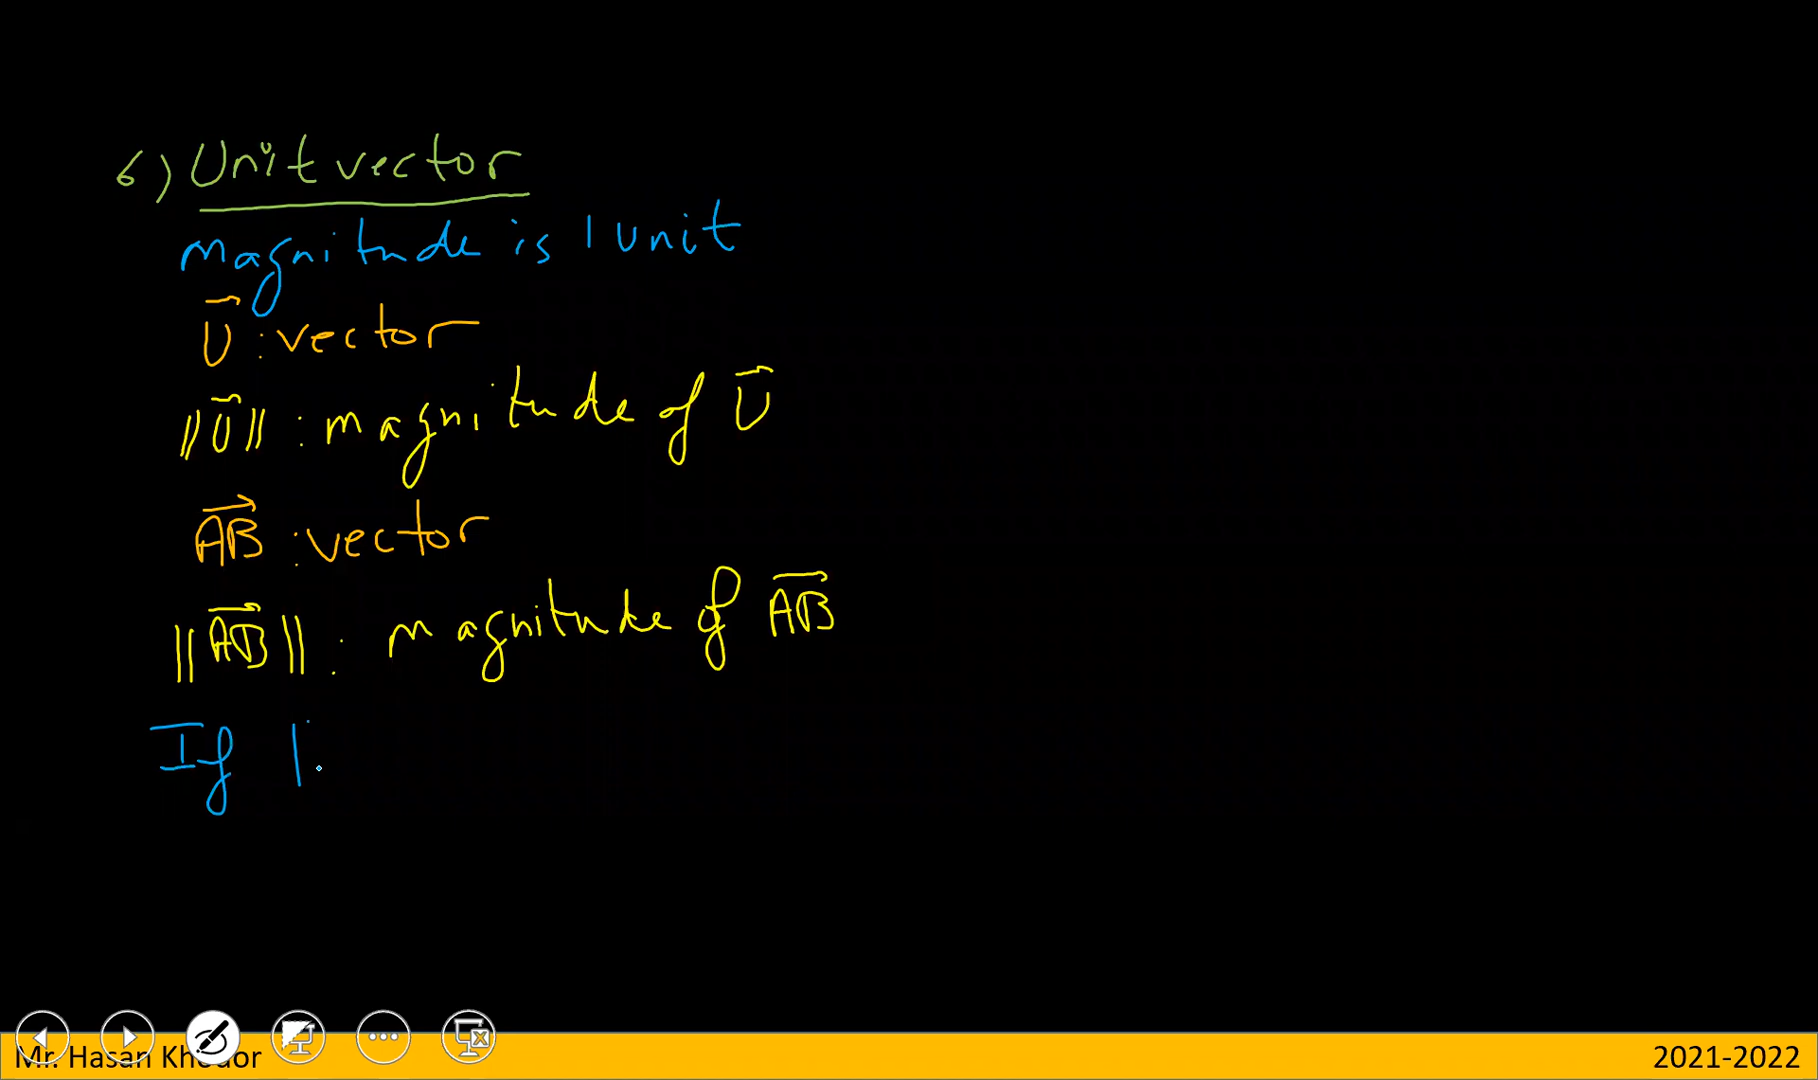 6) Unit vector
magnitude is 1 unit
U⃗ : vector
||U⃗|| : magnitude of U⃗
AB⃗ : vector
||AB⃗|| : magnitude of AB⃗
If |
Mr. Hasan Khodor
2021-2022